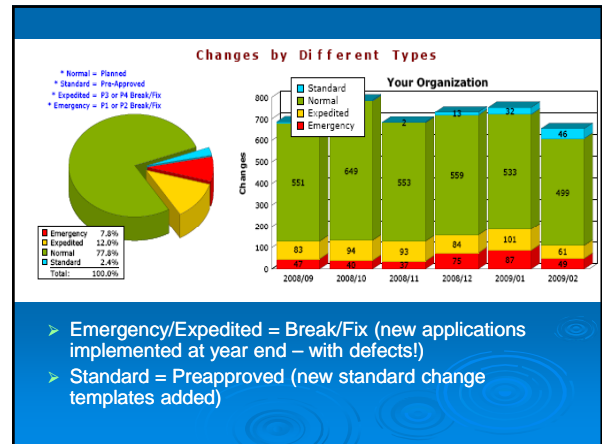 Changes by Different Types
* Normal = Planned
* Standard = Pre-Approved
* Expedited = P3 or P4 Break/Fix
* Emergency = P1 or P2 Break/Fix
Emergency 7.8%
Expedited 12.0%
Normal 77.8%
Standard 2.4%
Total: 100.0%
Your Organization
Standard
Normal
Expedited
Emergency
Changes
800
700
600
500
400
300
200
100
0
2 13 32 46
551 649 553 559 533 499
83 94 93 84 101 61
47 40 37 75 87 49
2008/09 2008/10 2008/11 2008/12 2009/01 2009/02
➢ Emergency/Expedited = Break/Fix (new applications
implemented at year end – with defects!)
➢ Standard = Preapproved (new standard change
templates added)